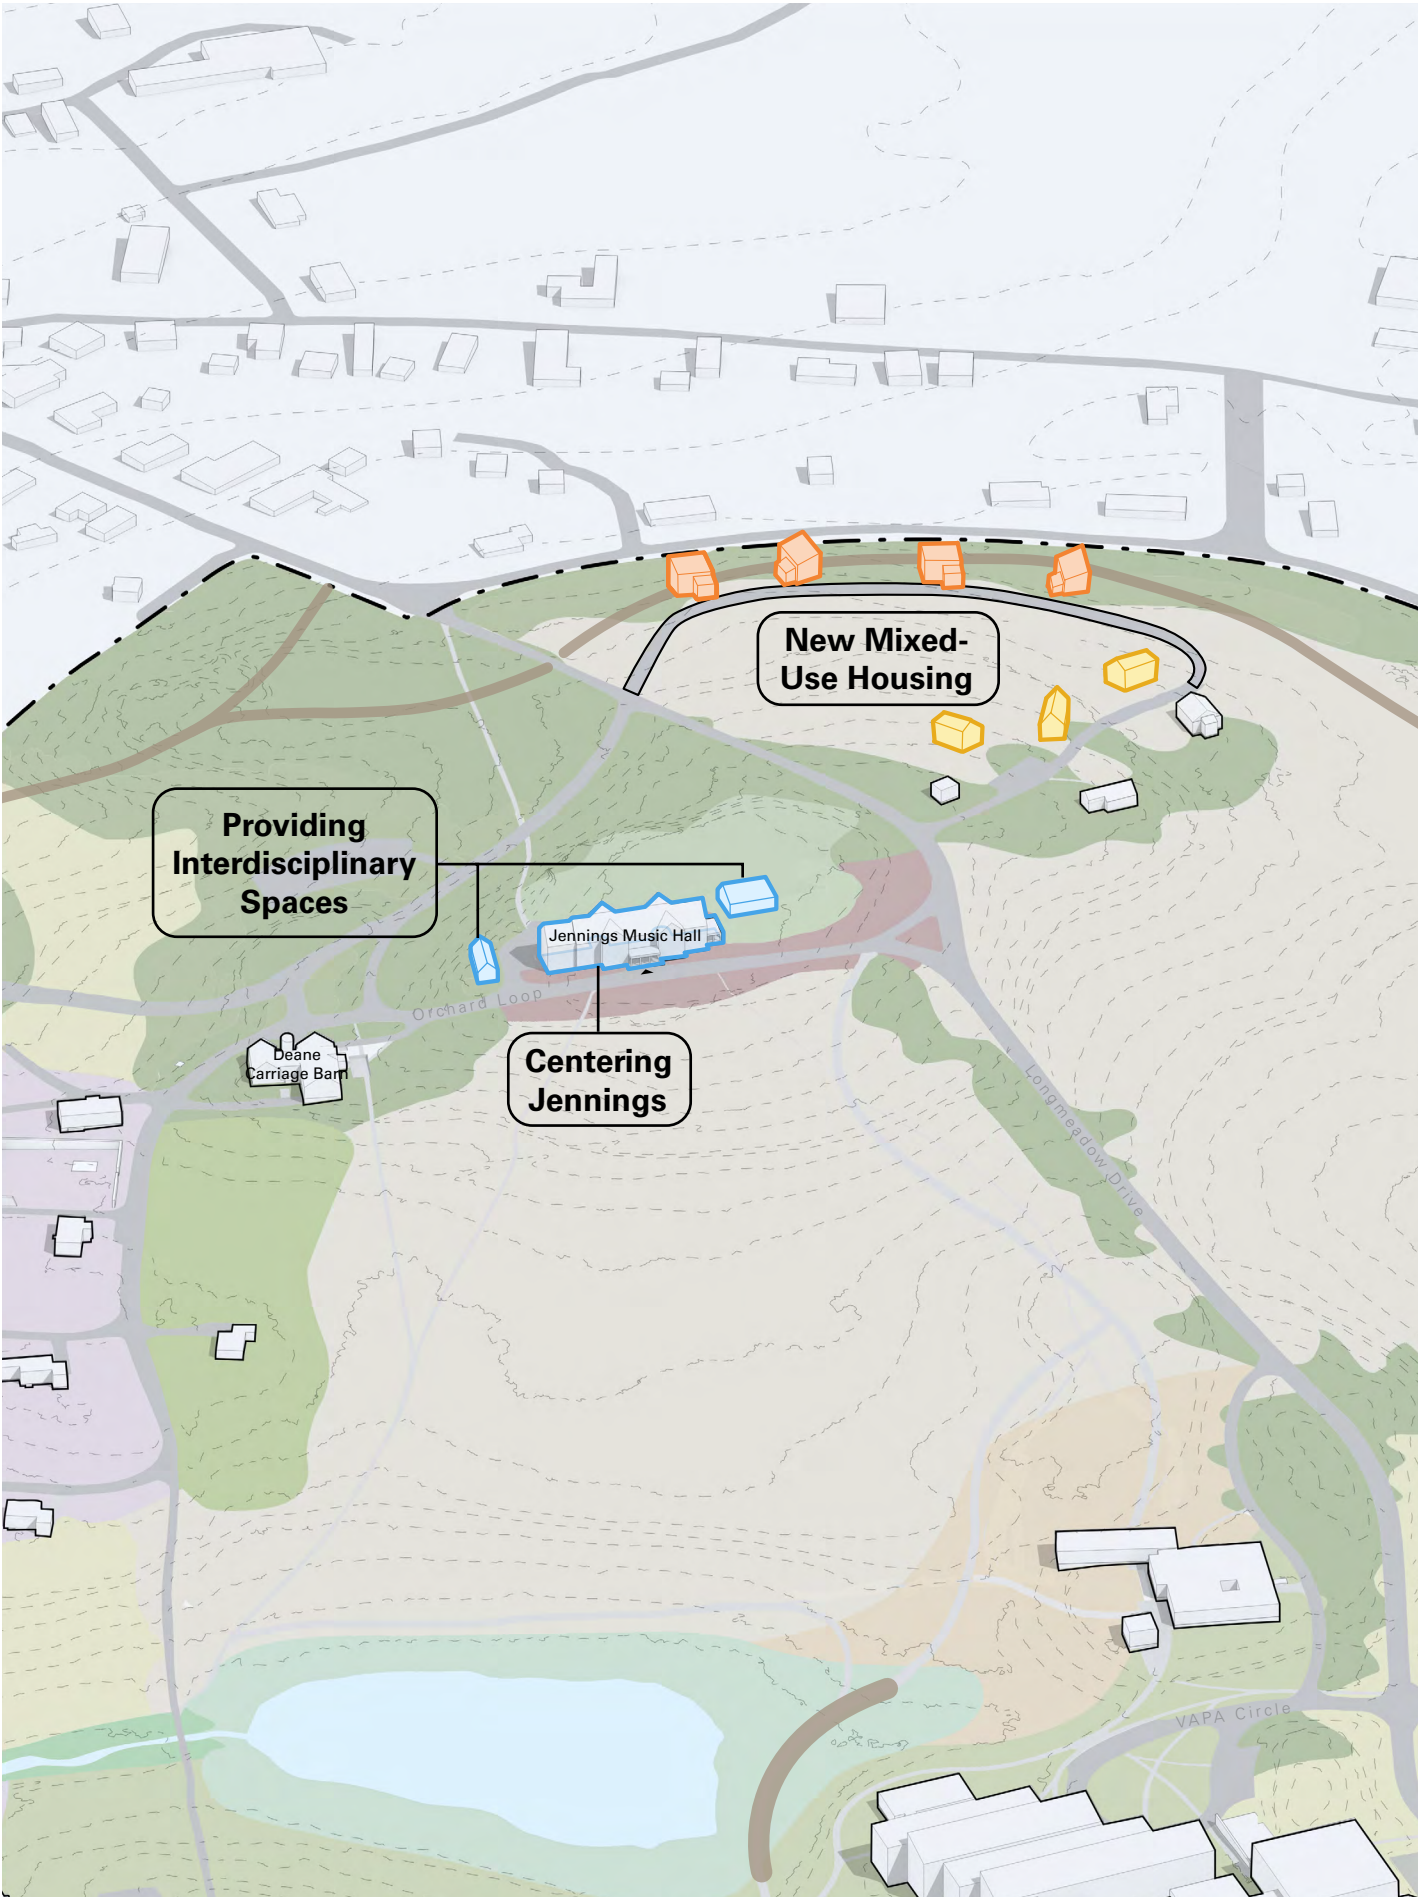 New Mixed-
Use Housing
Providing
Interdisciplinary
Spaces
Jennings Music Hall
Orchard Loop
Centering
Jennings
Deane
Carriage Barn
Longmeadow Drive
VAPA Circle